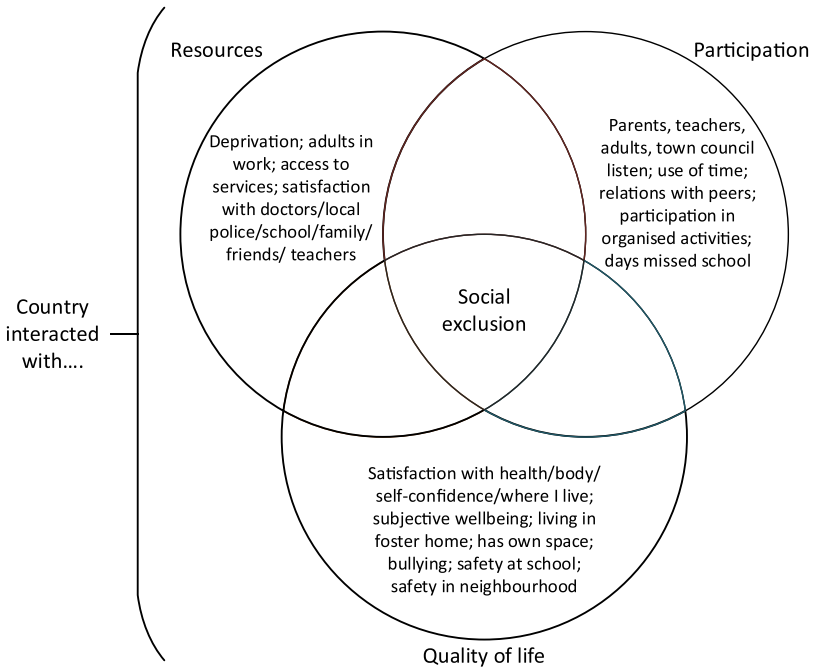 Resources
Participation
Deprivation; adults in
work; access to
services; satisfaction
with doctors/local
police/school/family/
friends/ teachers
Parents, teachers,
adults, town council
listen; use of time;
relations with peers;
participation in
organised activities;
days missed school
Country
interacted
with....
Social
exclusion
Satisfaction with health/body/
self-confidence/where I live;
subjective wellbeing; living in
foster home; has own space;
bullying; safety at school;
safety in neighbourhood
Quality of life